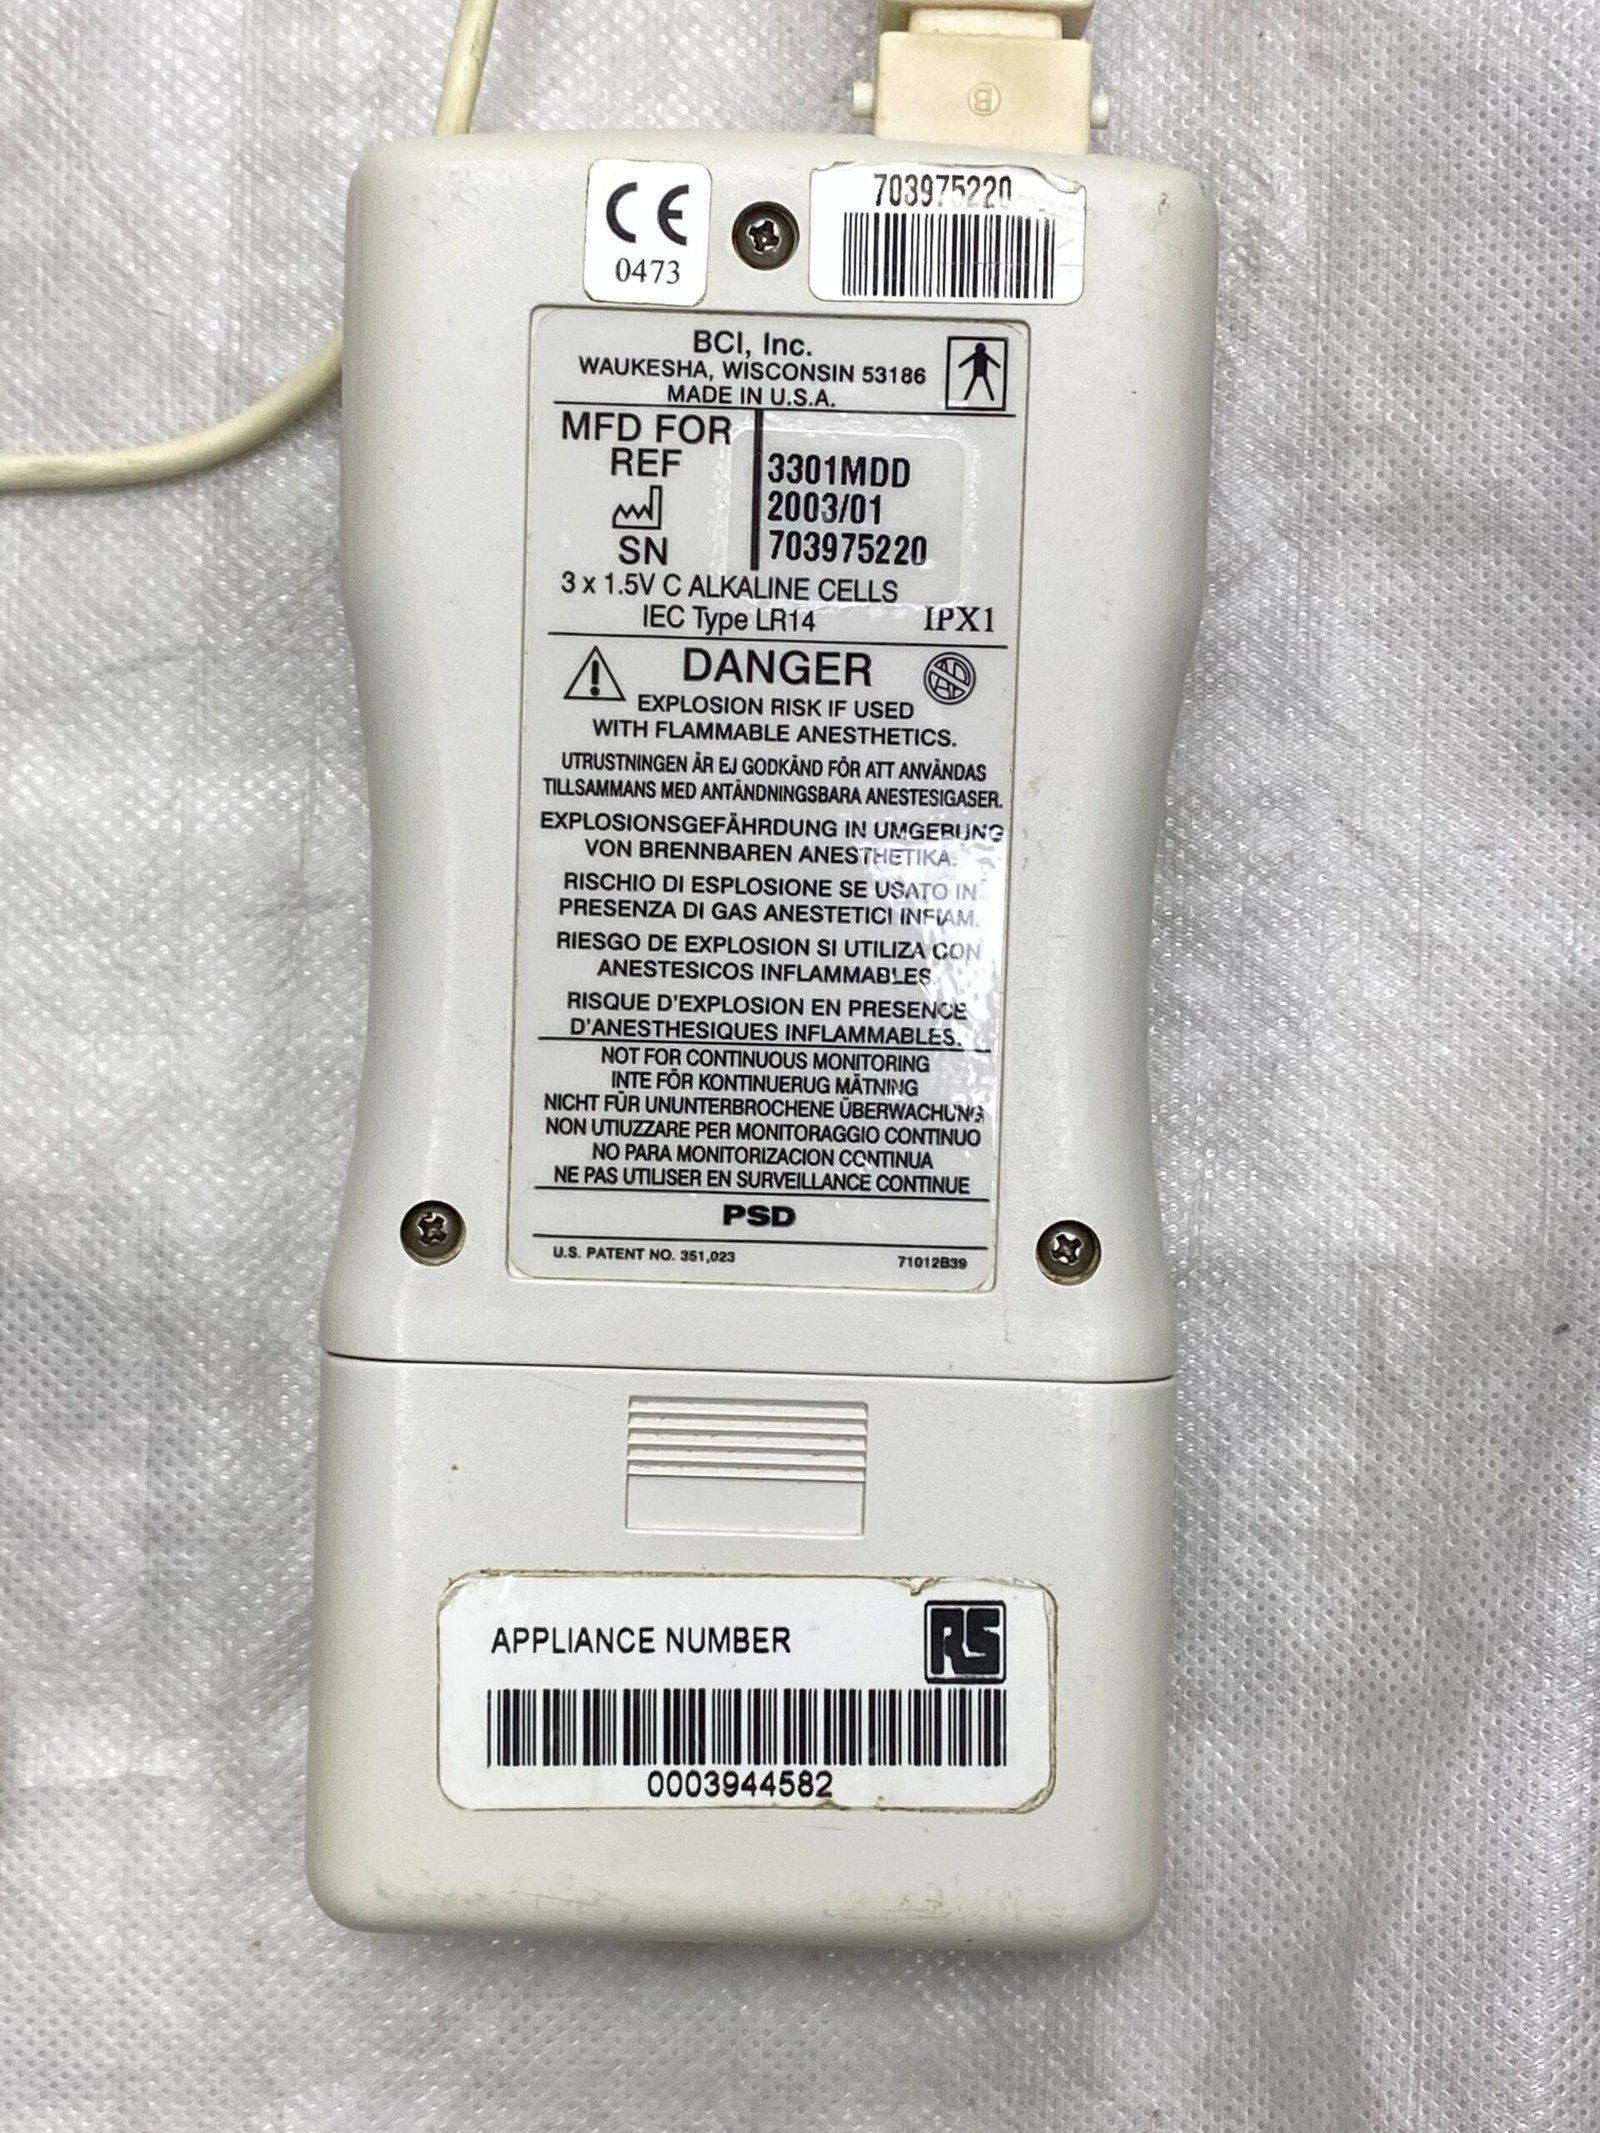 B
CE
0473
703975220
BCI, Inc.
WAUKESHA, WISCONSIN 53186
MADE IN U.S.A.
MFD FOR
REF 3301MDD
2003/01
SN 703975220
3 x 1.5V C ALKALINE CELLS
IEC Type LR14 IPX1
DANGER
EXPLOSION RISK IF USED
WITH FLAMMABLE ANESTHETICS.
UTRUSTNINGEN ÄR EJ GODKÄND FÖR ATT ANVÄNDAS
TILLSAMMANS MED ANTÄNDNINGSBARA ANESTESIGASER.
EXPLOSIONSGEFÄHRDUNG IN UMGEBUNG
VON BRENNBAREN ANESTHETIKA.
RISCHIO DI ESPLOSIONE SE USATO IN
PRESENZA DI GAS ANESTETICI INFIAM.
RIESGO DE EXPLOSION SI UTILIZA CON
ANESTESICOS INFLAMMABLES.
RISQUE D'EXPLOSION EN PRESENCE
D'ANESTHESIQUES INFLAMMABLES.
NOT FOR CONTINUOUS MONITORING
INTE FÖR KONTINUERUG MÄTNING
NICHT FÜR UNUNTERBROCHENE ÜBERWACHUNG
NON UTIUZZARE PER MONITORAGGIO CONTINUO
NO PARA MONITORIZACION CONTINUA
NE PAS UTILISER EN SURVEILLANCE CONTINUE
PSD
U.S. PATENT NO. 351,023 71012B39
APPLIANCE NUMBER RS
0003944582